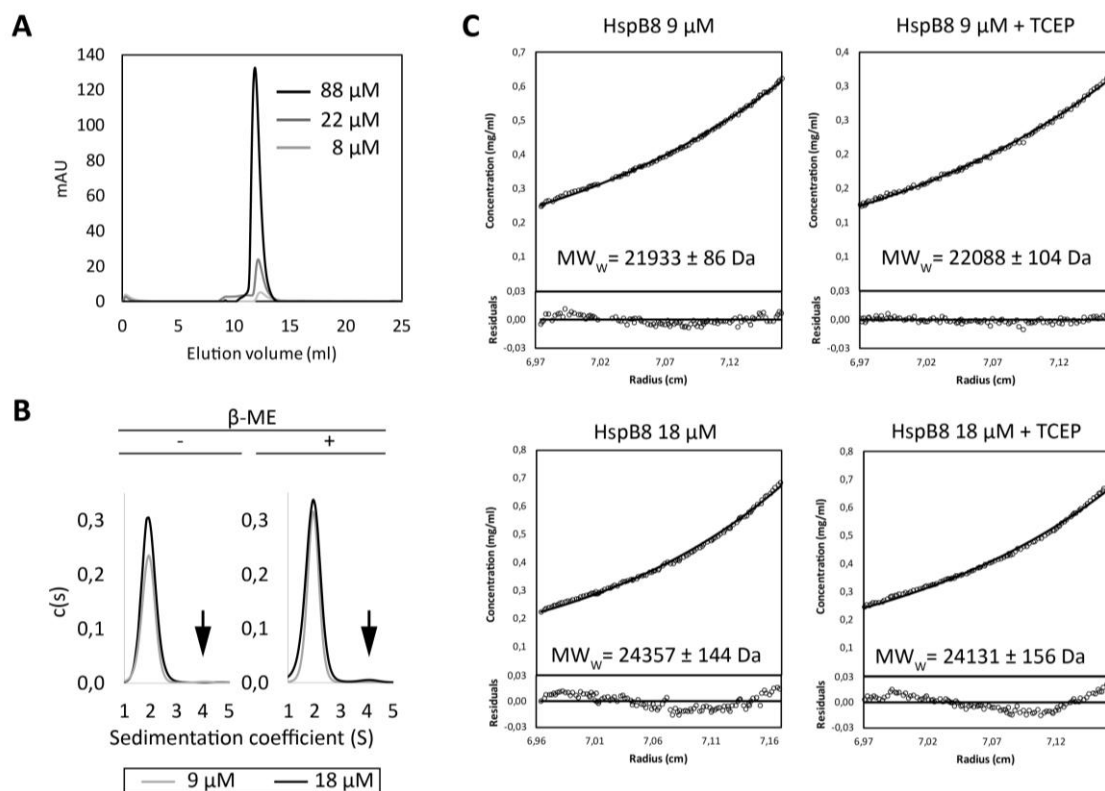 A
140
120
100
80
60
40
20
0
mAU
88 µM
22 µM
8 µM
0 5 10 15 20 25
Elution volume (ml)
B
β-ME
- +
0,3
0,2
0,1
0,0
c(s)
0,3
0,2
0,1
0,0
1 2 3 4 5 1 2 3 4 5
Sedimentation coefficient (S)
9 µM 18 µM
C
HspB8 9 µM
0,7
0,6
0,5
0,4
0,3
0,2
0,1
Concentration (mg/ml)
MWw= 21933 ± 86 Da
0,03
0,00
-0,03
Residuals
6,97 7,02 7,07 7,12
Radius (cm)
HspB8 9 µM + TCEP
0,4
0,3
0,3
0,2
0,2
0,1
0,1
Concentration (mg/ml)
MWw= 22088 ± 104 Da
0,03
0,00
-0,03
Residuals
6,97 7,02 7,07 7,12
Radius (cm)
HspB8 18 µM
0,8
0,7
0,6
0,5
0,4
0,3
0,2
0,1
Concentration (mg/ml)
MWw= 24357 ± 144 Da
0,03
0,00
-0,03
Residuals
6,96 7,01 7,06 7,11 7,16
Radius (cm)
HspB8 18 µM + TCEP
0,8
0,7
0,6
0,5
0,4
0,3
0,2
0,1
Concentration (mg/ml)
MWw= 24131 ± 156 Da
0,03
0,00
-0,03
Residuals
6,97 7,02 7,07 7,12
Radius (cm)